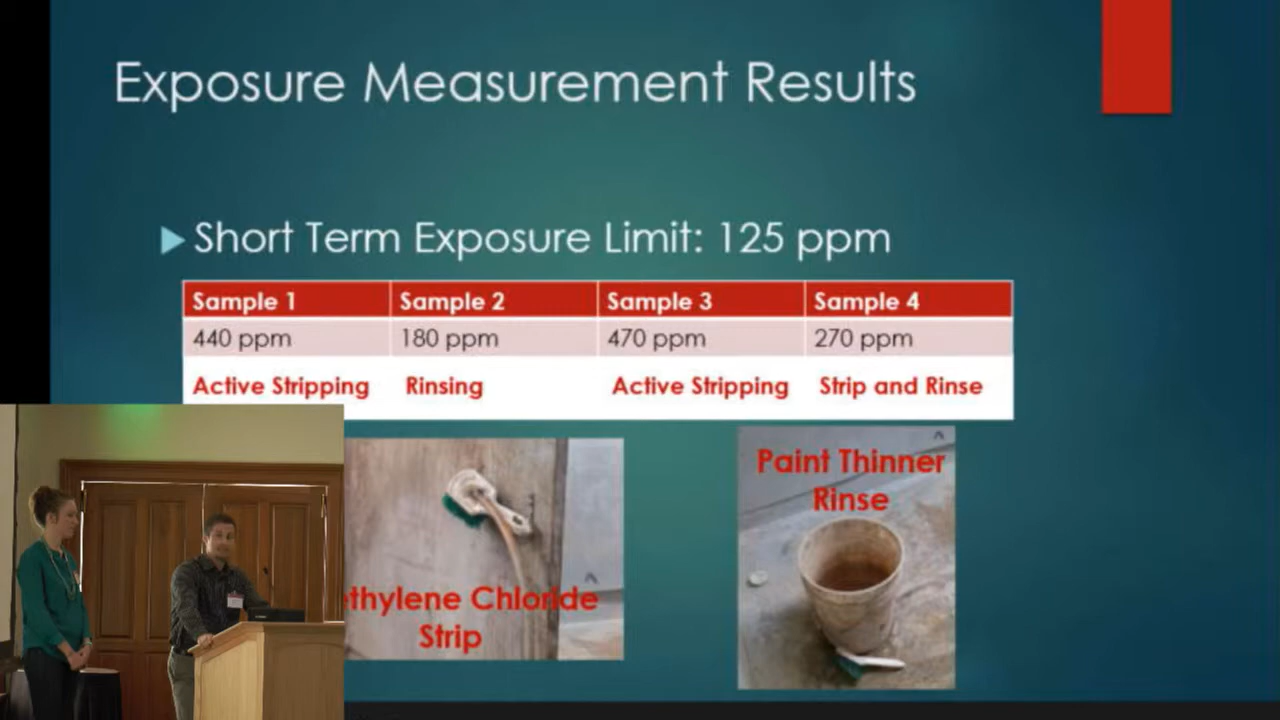 Exposure Measurement Results
Short Term Exposure Limit: 125 ppm
Sample 1 Sample 2 Sample 3 Sample 4
440 ppm 180 ppm 470 ppm 270 ppm
Active Stripping Rinsing Active Stripping Strip and Rinse
ethylene Chloride
Strip
Paint Thinner
Rinse